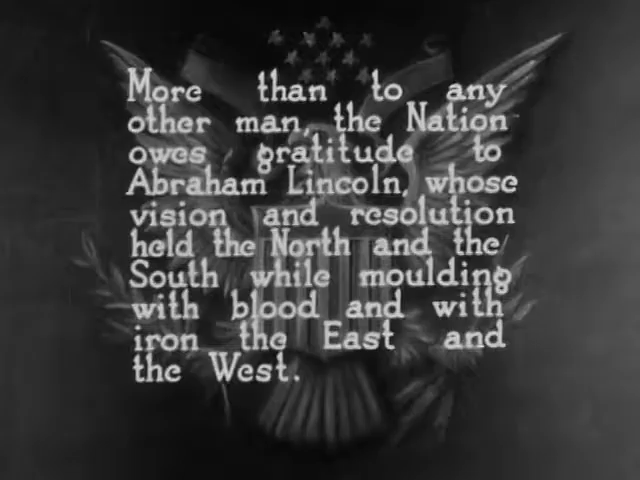 More than to any
other man, the Nation
owes gratitude to
Abraham Lincoln, whose
vision and resolution
held the North and the
South while moulding
with blood and with
iron the East and
the West.